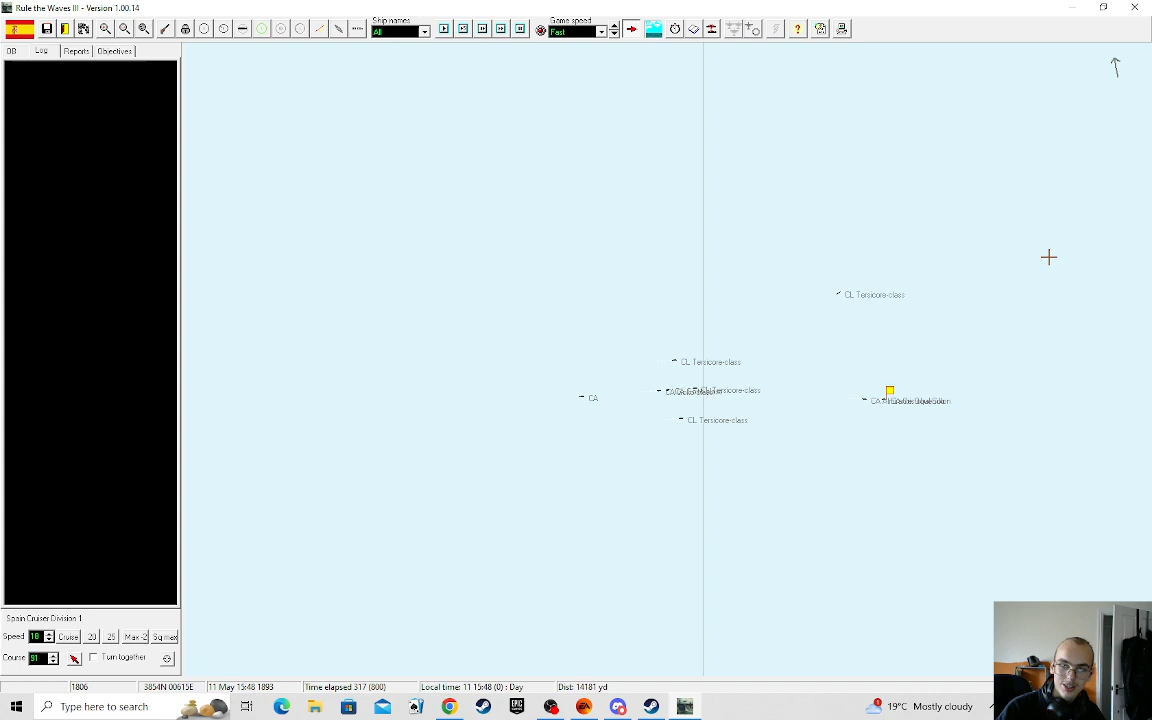 Rule the Waves III - Version 1.00.14
Ship names
All
Game speed
Fast
OB Log Reports Objectives
CL Tersicore-class
CL Tersicore-class
CL Tersicore-class
CA
CL Tersicore-class
Spain Cruiser Division 1
Speed 18 Cruise 20 25 Max -2 Sq max
Course 91 Turn together
1806 3854N 00615E 11 May 15:48 1893 Time elapsed 317 (800) Local time: 11 15:48 (0) : Day Dist: 14181 yd
Type here to search
19°C Mostly cloudy